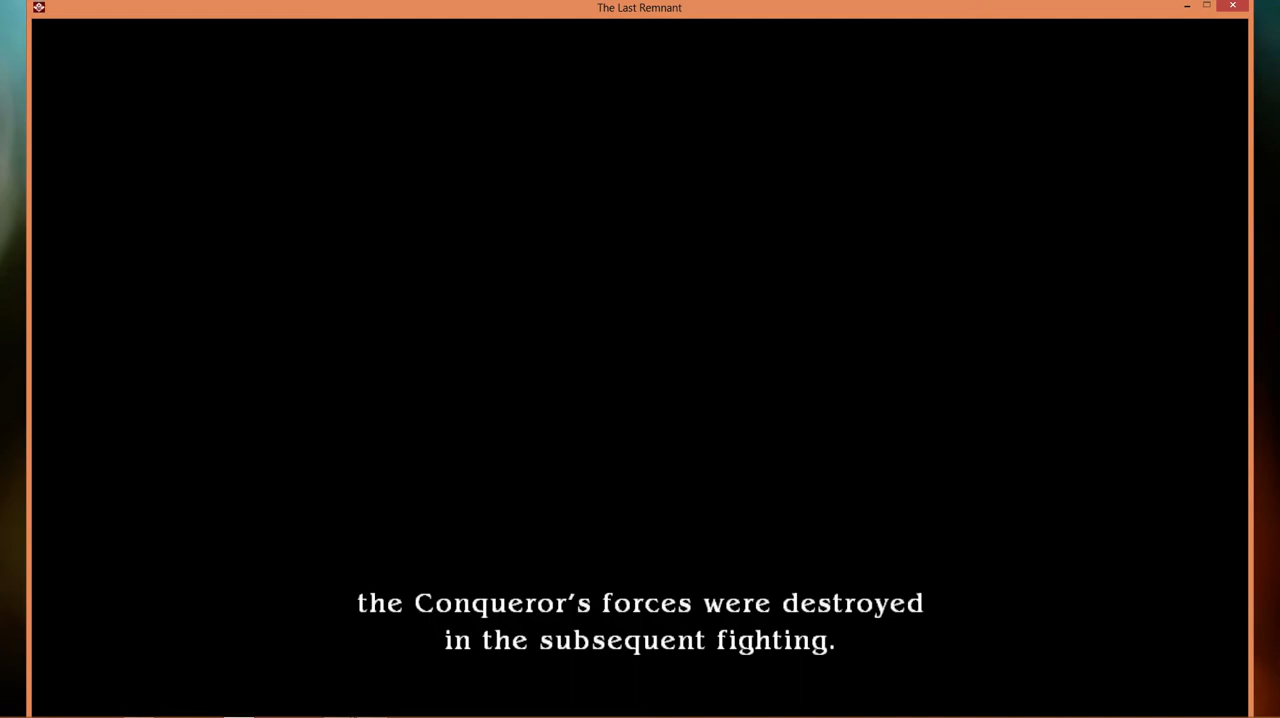 The Last Remnant
the Conqueror's forces were destroyed
in the subsequent fighting.